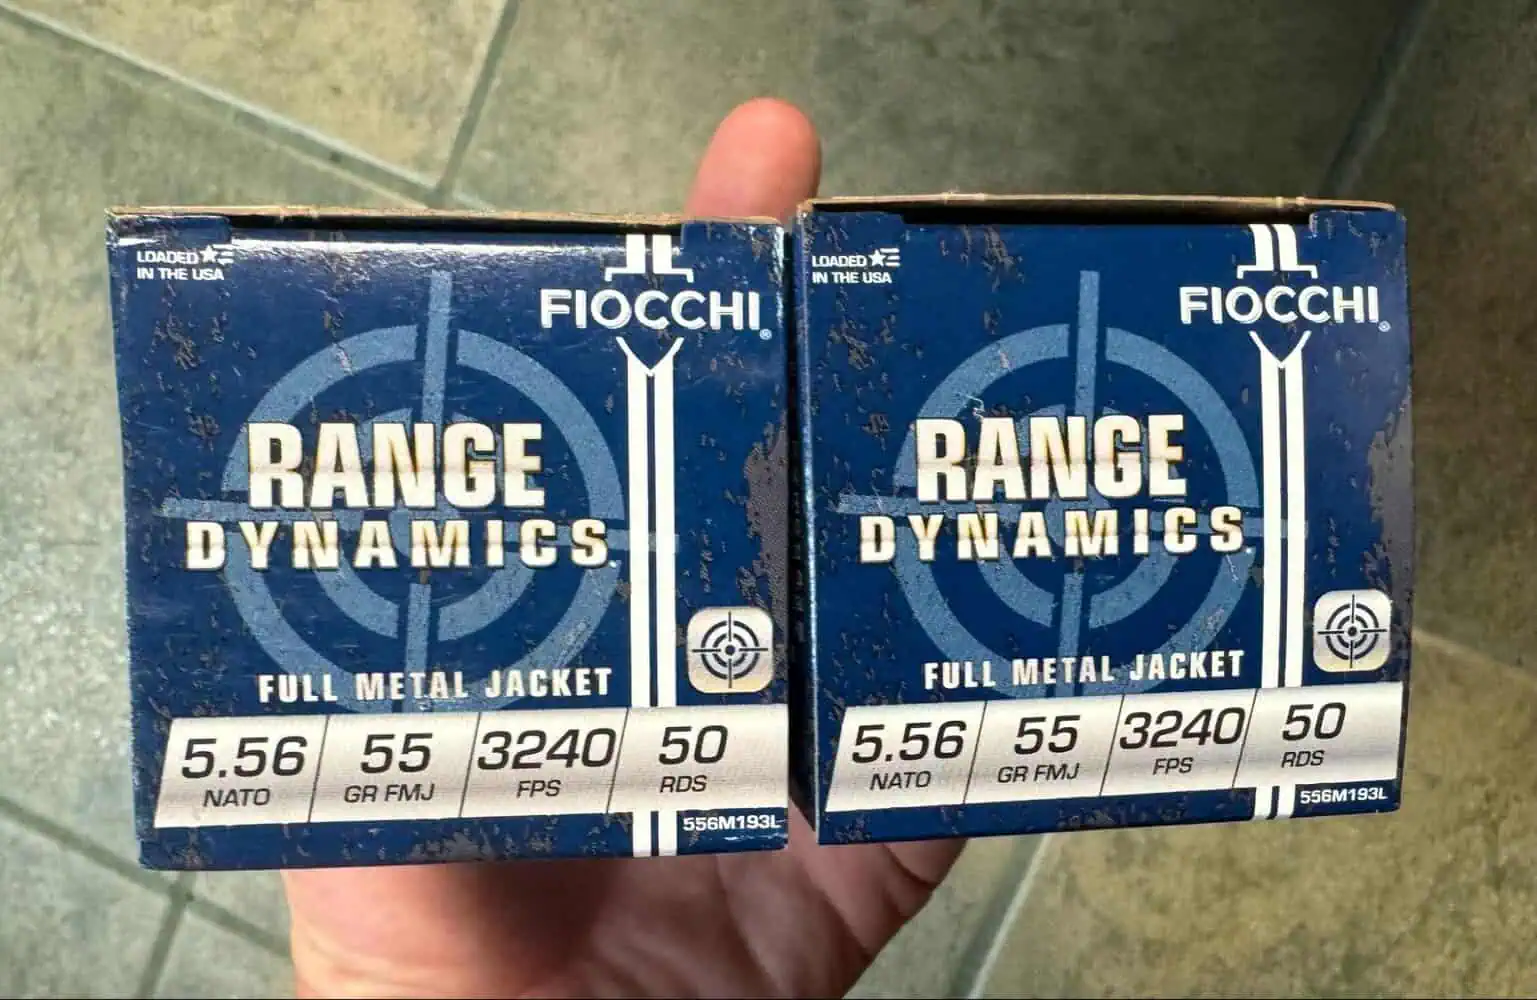 LOADED
IN THE USA
FIOCCHI®
RANGE
DYNAMICS.
FULL METAL JACKET
5.56 55 3240 50
NATO GR FMJ FPS RDS
556M193L
LOADED
IN THE USA
FIOCCHI®
RANGE
DYNAMICS.
FULL METAL JACKET
5.56 55 3240 50
NATO GR FMJ FPS RDS
556M193L